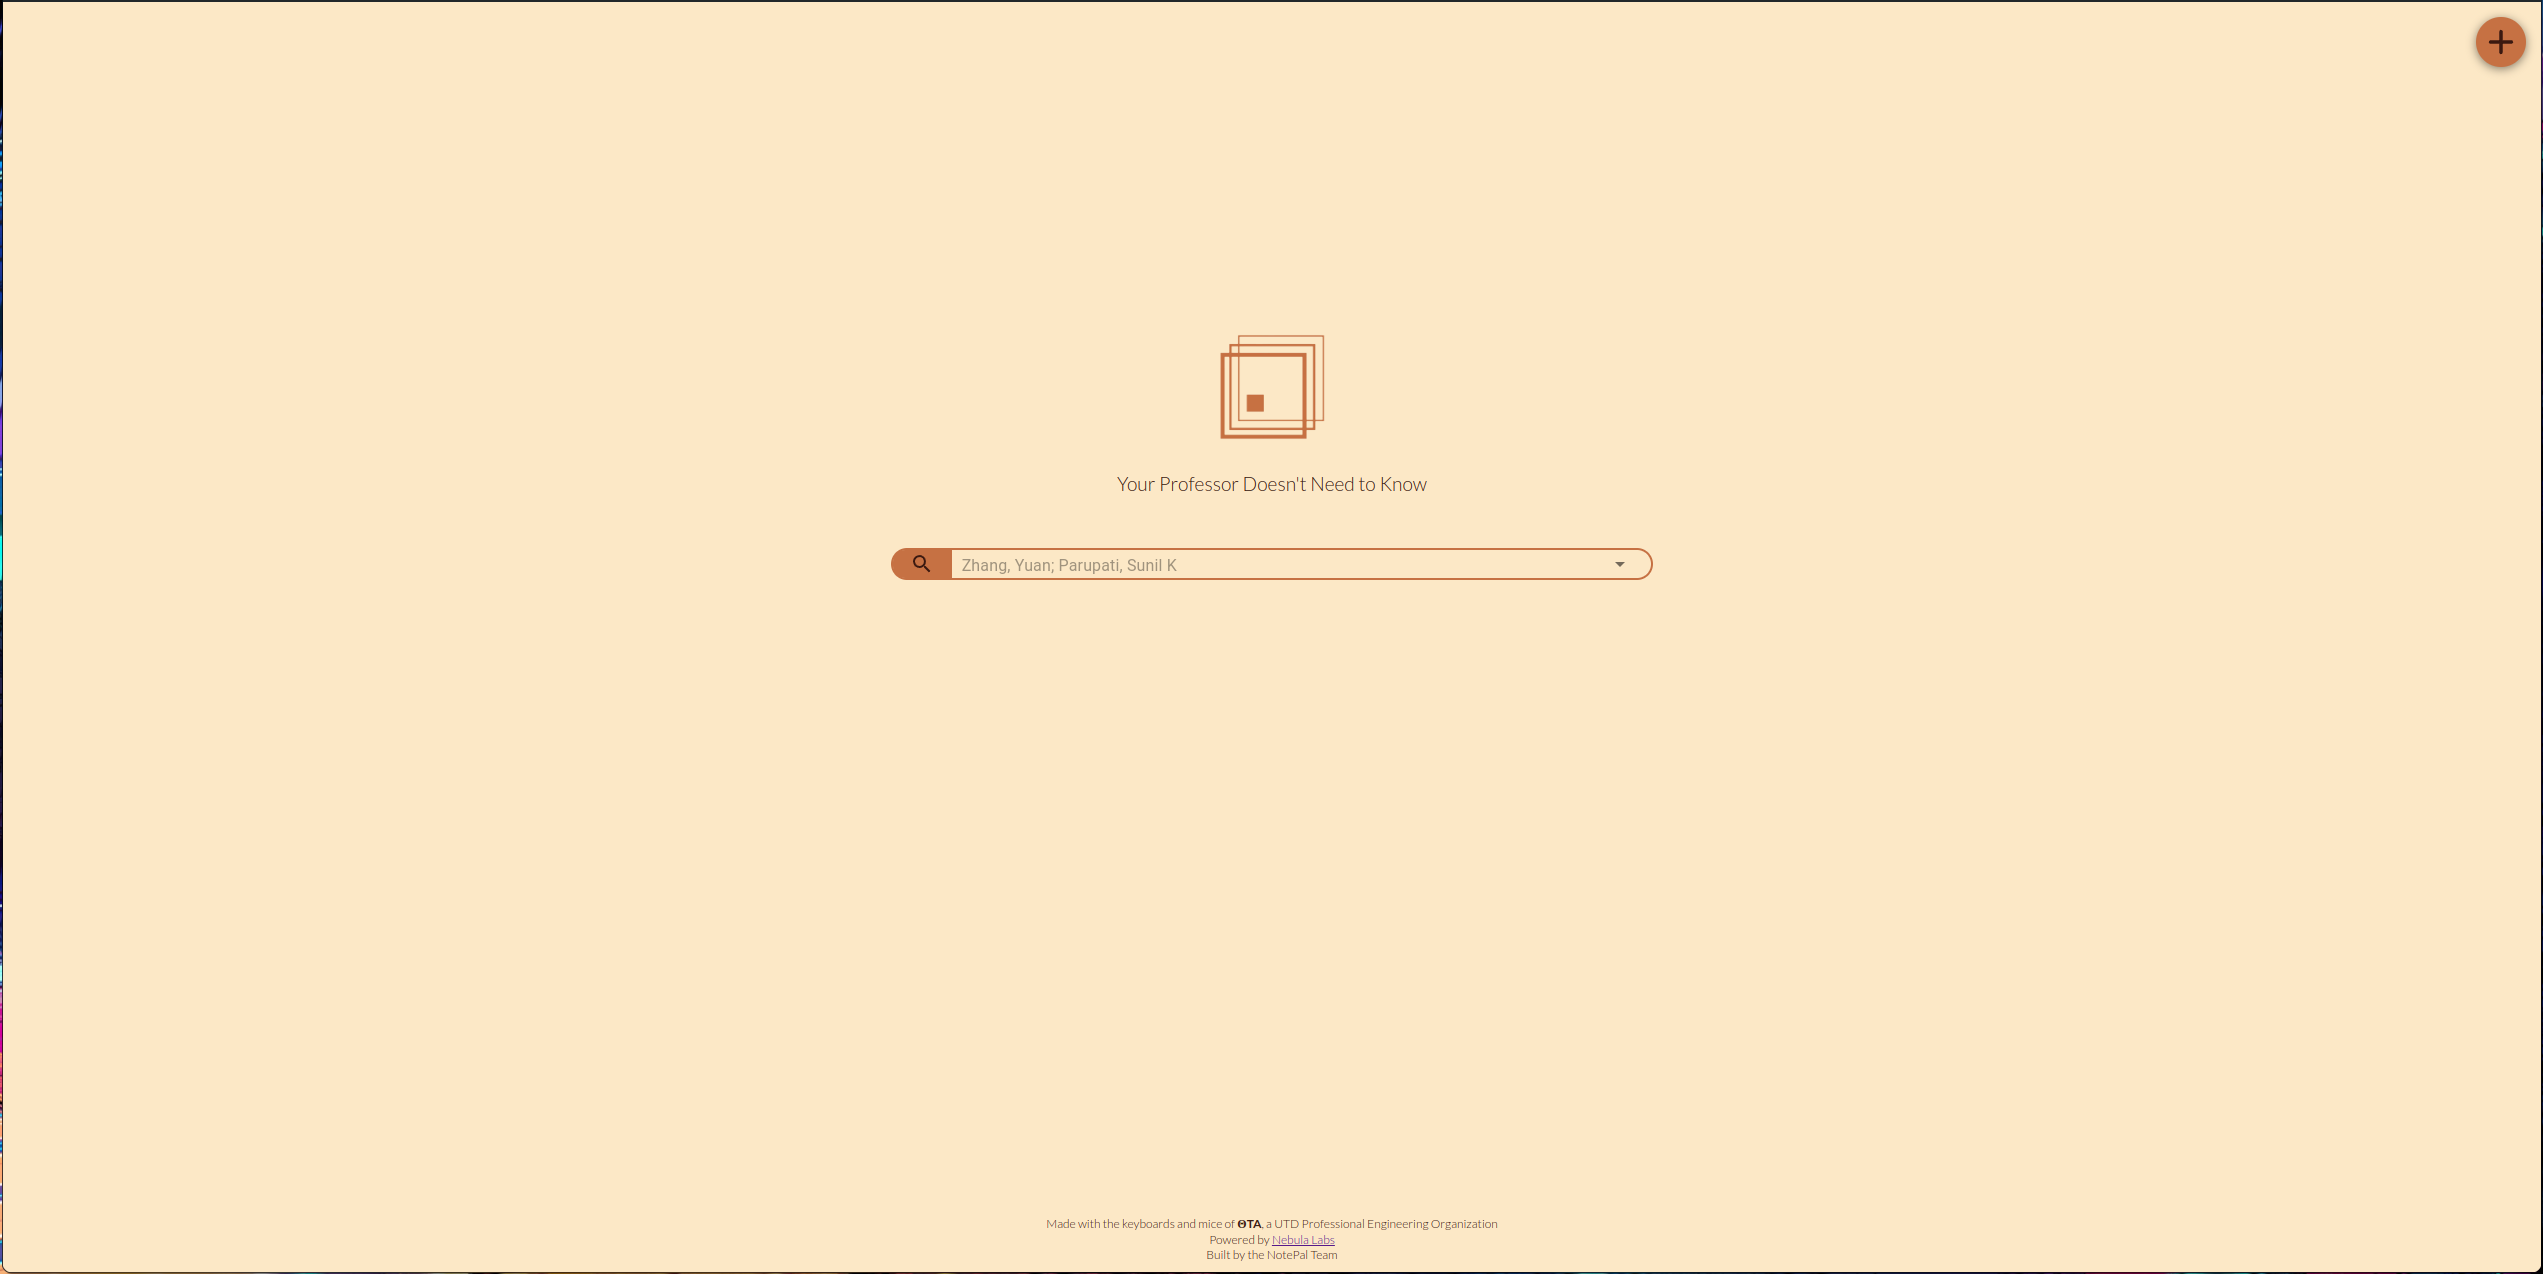 Your Professor Doesn't Need to Know
Zhang, Yuan; Parupati, Sunil K
Made with the keyboards and mice of ΘTA, a UTD Professional Engineering Organization
Powered by Nebula Labs
Built by the NotePal Team